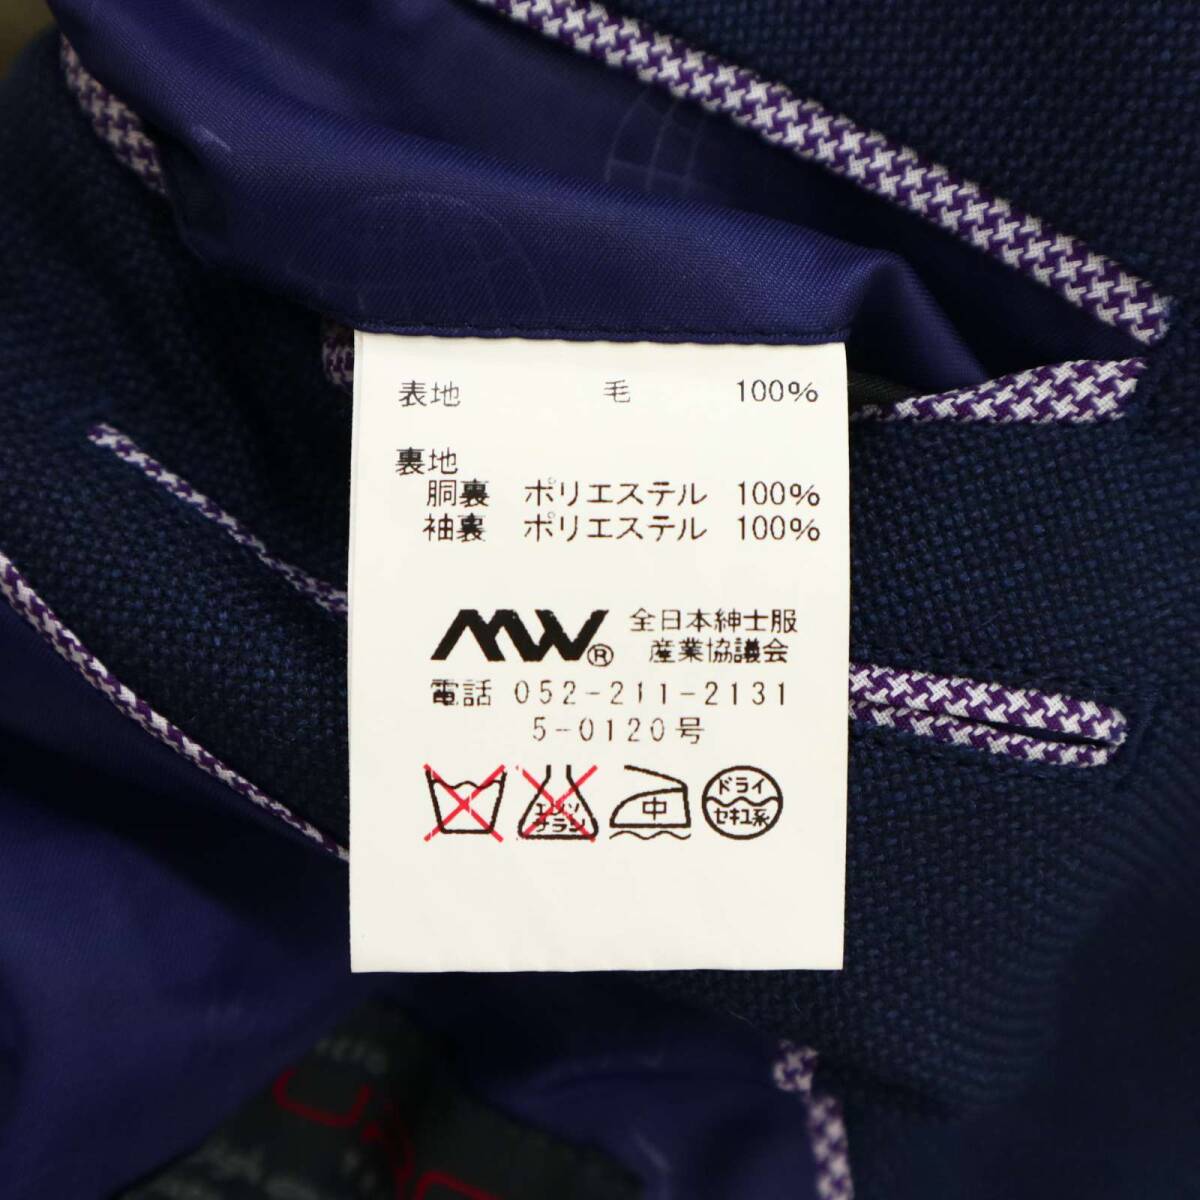 表地 毛 100%
裏地
胴裏 ポリエステル 100%
袖裏 ポリエステル 100%
MW® 全日本紳士服
産業協議会
電話 052-211-2131
5-0120号
エンソ
サラシ
中
ドライ
セキユ系